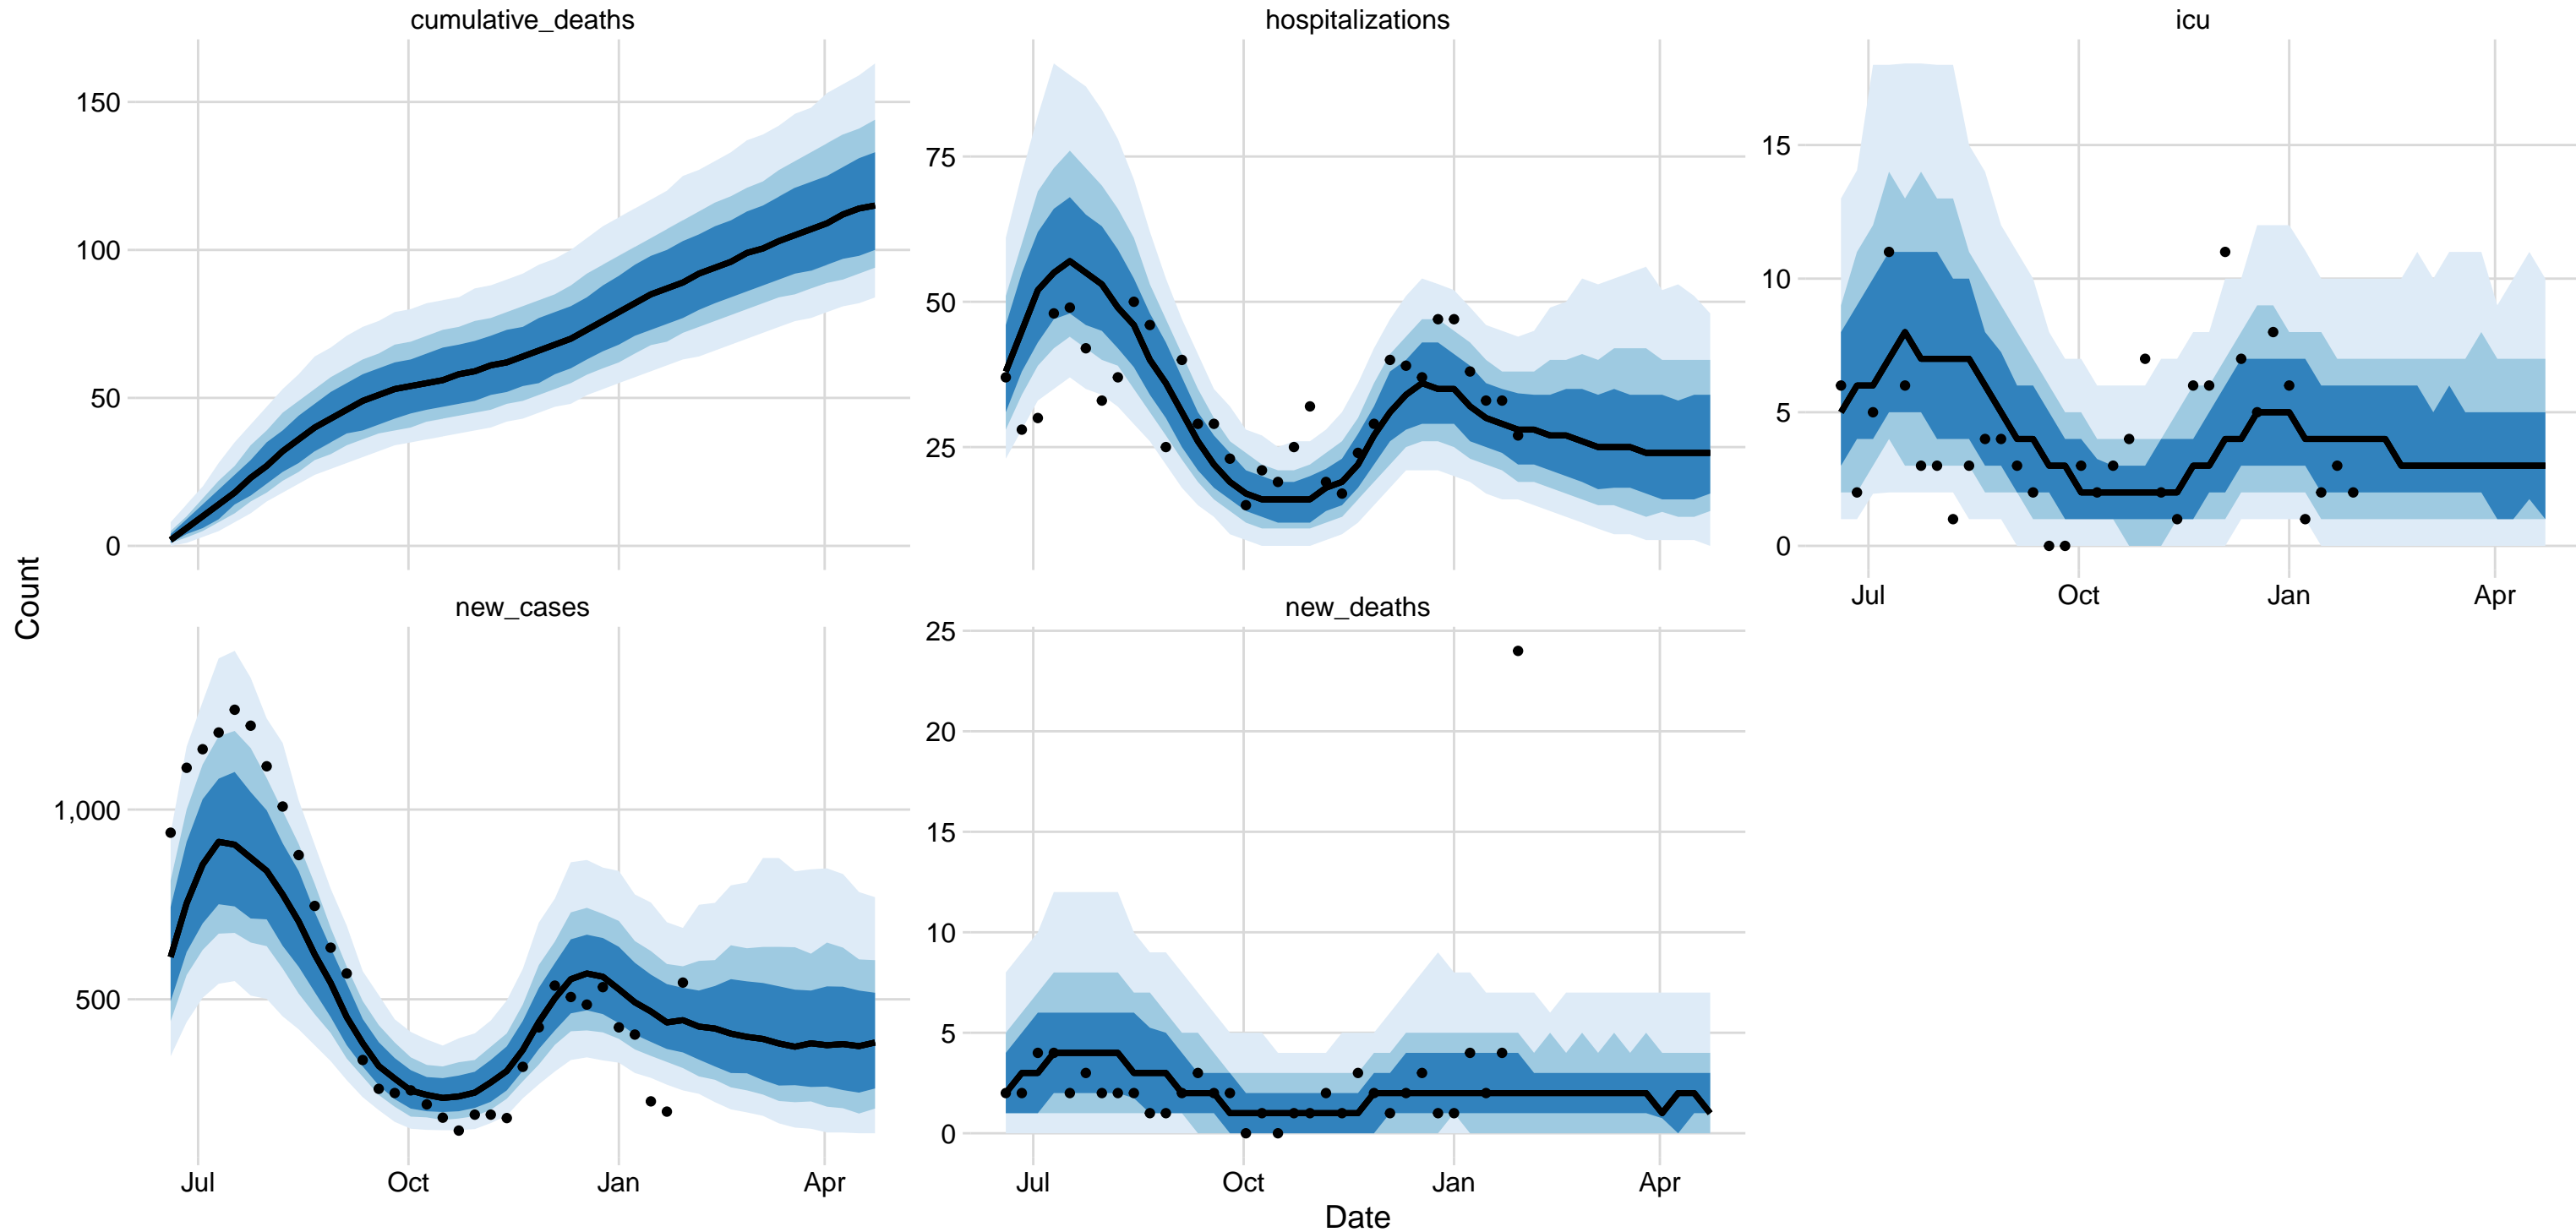 cumulative_deaths
hospitalizations
icu
150
100
50
0
75
50
25
15
10
5
0
Jul Oct Jan Apr
Count
new_cases
new_deaths
1,000
500
25
20
15
10
5
0
Jul Oct Jan Apr
Jul Oct Jan Apr
Date